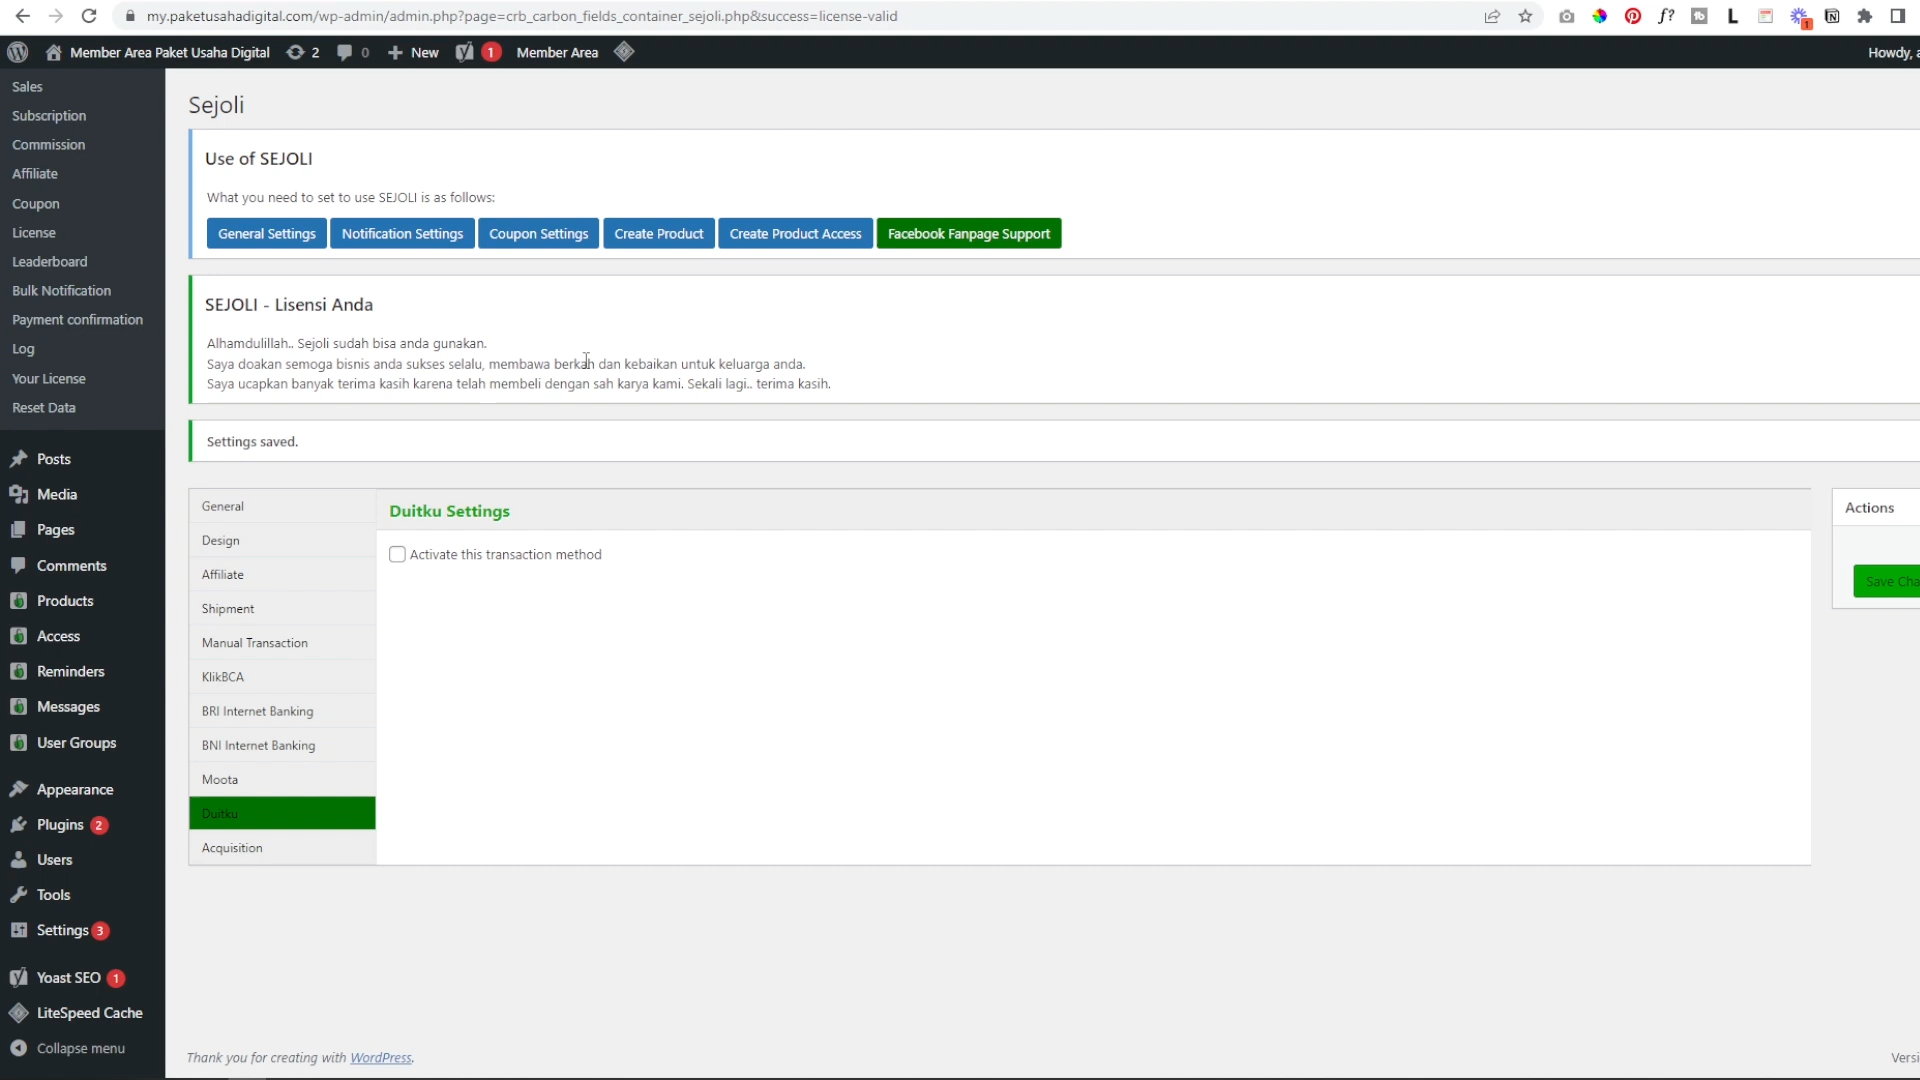 my.paketusahadigital.com/wp-admin/admin.php?page=crb_carbon_fields_container_sejoli.php&success=license-valid
Member Area Paket Usaha Digital 2 0 New 1 Member Area Howdy, a
Sales
Subscription
Commission
Affiliate
Coupon
License
Leaderboard
Bulk Notification
Payment confirmation
Log
Your License
Reset Data
Posts
Media
Pages
Comments
Products
Access
Reminders
Messages
User Groups
Appearance
Plugins 2
Users
Tools
Settings 3
Yoast SEO 1
LiteSpeed Cache
Collapse menu
Sejoli
Use of SEJOLI
What you need to set to use SEJOLI is as follows:
General Settings Notification Settings Coupon Settings Create Product Create Product Access Facebook Fanpage Support
SEJOLI - Lisensi Anda
Alhamdulillah.. Sejoli sudah bisa anda gunakan.
Saya doakan semoga bisnis anda sukses selalu, membawa berkah dan kebaikan untuk keluarga anda.
Saya ucapkan banyak terima kasih karena telah membeli dengan sah karya kami. Sekali lagi.. terima kasih.
Settings saved.
General
Design
Affiliate
Shipment
Manual Transaction
KlikBCA
BRI Internet Banking
BNI Internet Banking
Moota
Duitku
Acquisition
Duitku Settings
Activate this transaction method
Actions
Save Cha
Thank you for creating with WordPress.
Versi